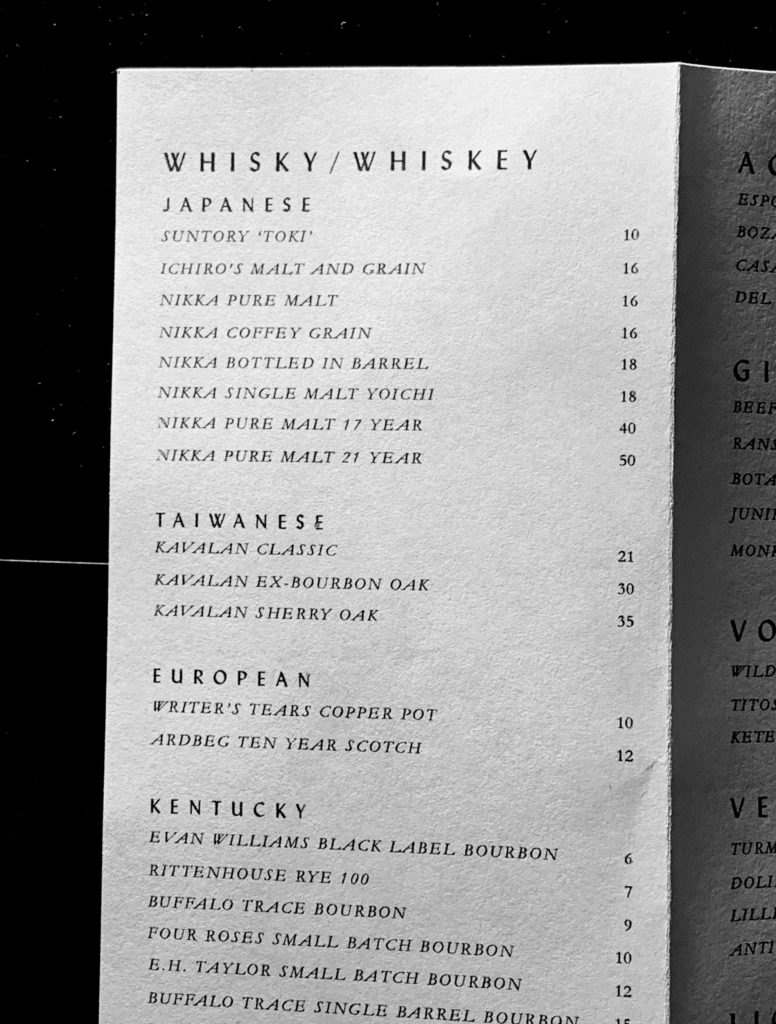 WHISKY/WHISKEY
JAPANESE
SUNTORY ‘TOKI’ 10
ICHIRO’S MALT AND GRAIN 16
NIKKA PURE MALT 16
NIKKA COFFEY GRAIN 16
NIKKA BOTTLED IN BARREL 18
NIKKA SINGLE MALT YOICHI 18
NIKKA PURE MALT 17 YEAR 40
NIKKA PURE MALT 21 YEAR 50
TAIWANESE
KAVALAN CLASSIC 21
KAVALAN EX-BOURBON OAK 30
KAVALAN SHERRY OAK 35
EUROPEAN
WRITER’S TEARS COPPER POT 10
ARDBEG TEN YEAR SCOTCH 12
KENTUCKY
EVAN WILLIAMS BLACK LABEL BOURBON 6
RITTENHOUSE RYE 100 7
BUFFALO TRACE BOURBON 9
FOUR ROSES SMALL BATCH BOURBON 10
E.H. TAYLOR SMALL BATCH BOURBON 12
BUFFALO TRACE SINGLE BARREL BOURBON 15
DEL
WILD
TITOS